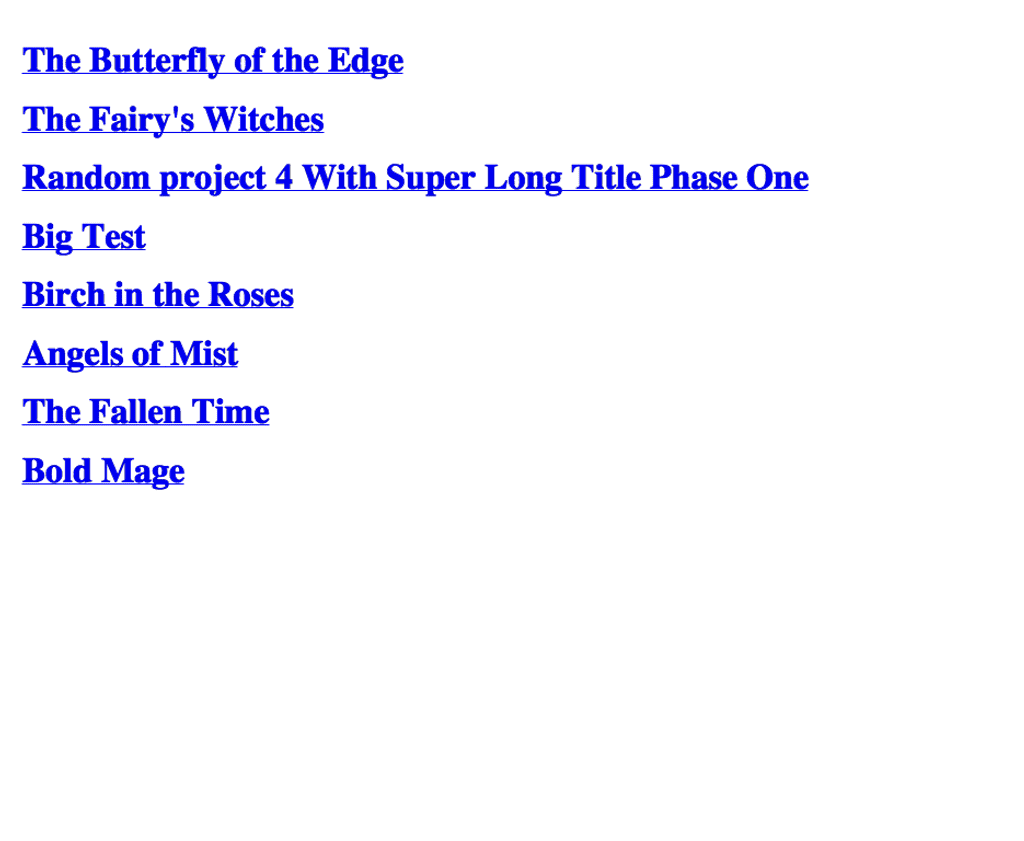 The Butterfly of the Edge
The Fairy's Witches
Random project 4 With Super Long Title Phase One
Big Test
Birch in the Roses
Angels of Mist
The Fallen Time
Bold Mage